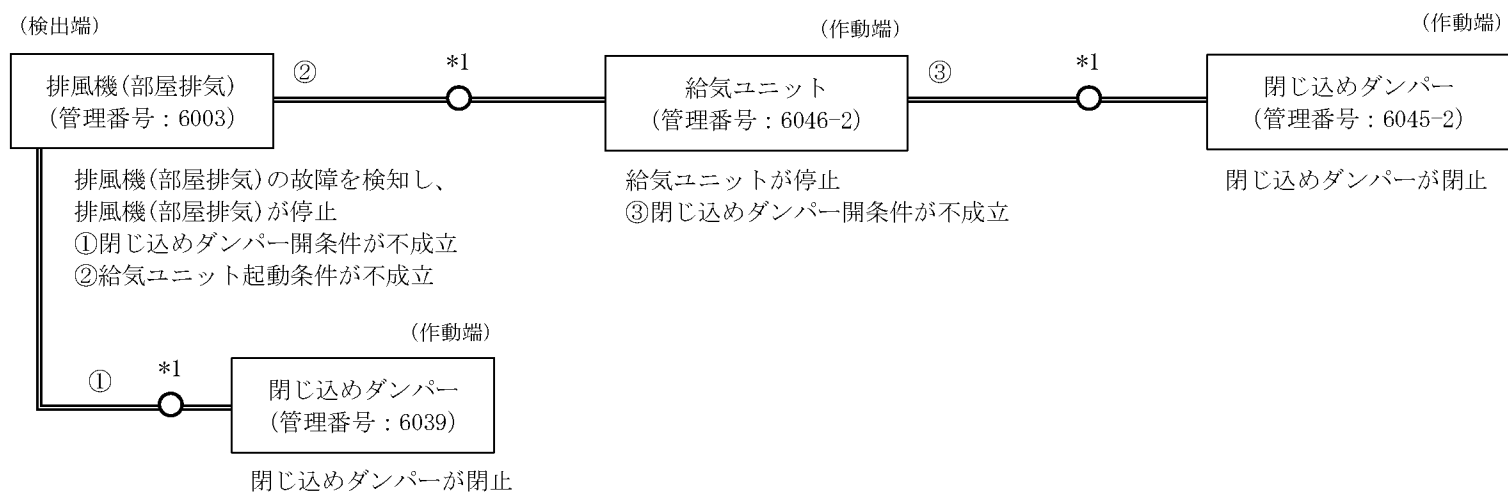 (検出端)
排風機(部屋排気)
(管理番号：6003)
②
*1
(作動端)
給気ユニット
(管理番号：6046-2)
③
*1
(作動端)
閉じ込めダンパー
(管理番号：6045-2)
排風機(部屋排気)の故障を検知し、
排風機(部屋排気)が停止
①閉じ込めダンパー開条件が不成立
②給気ユニット起動条件が不成立
給気ユニットが停止
③閉じ込めダンパー開条件が不成立
閉じ込めダンパーが閉止
①
*1
(作動端)
閉じ込めダンパー
(管理番号：6039)
閉じ込めダンパーが閉止